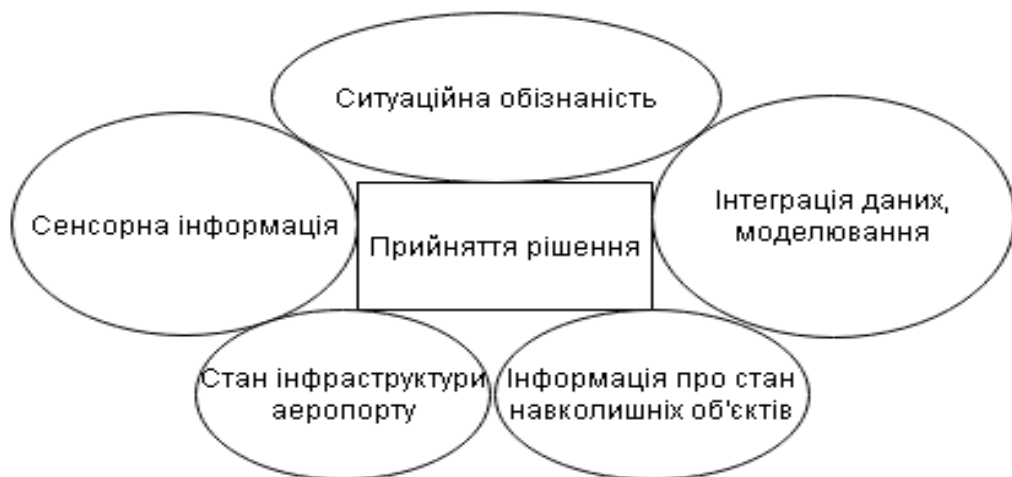 Ситуаційна обізнаність
Сенсорна інформація
Інтеграція даних,
моделювання
Прийняття рішення
Стан інфраструктури
аеропорту
Інформація про стан
навколишніх об'єктів